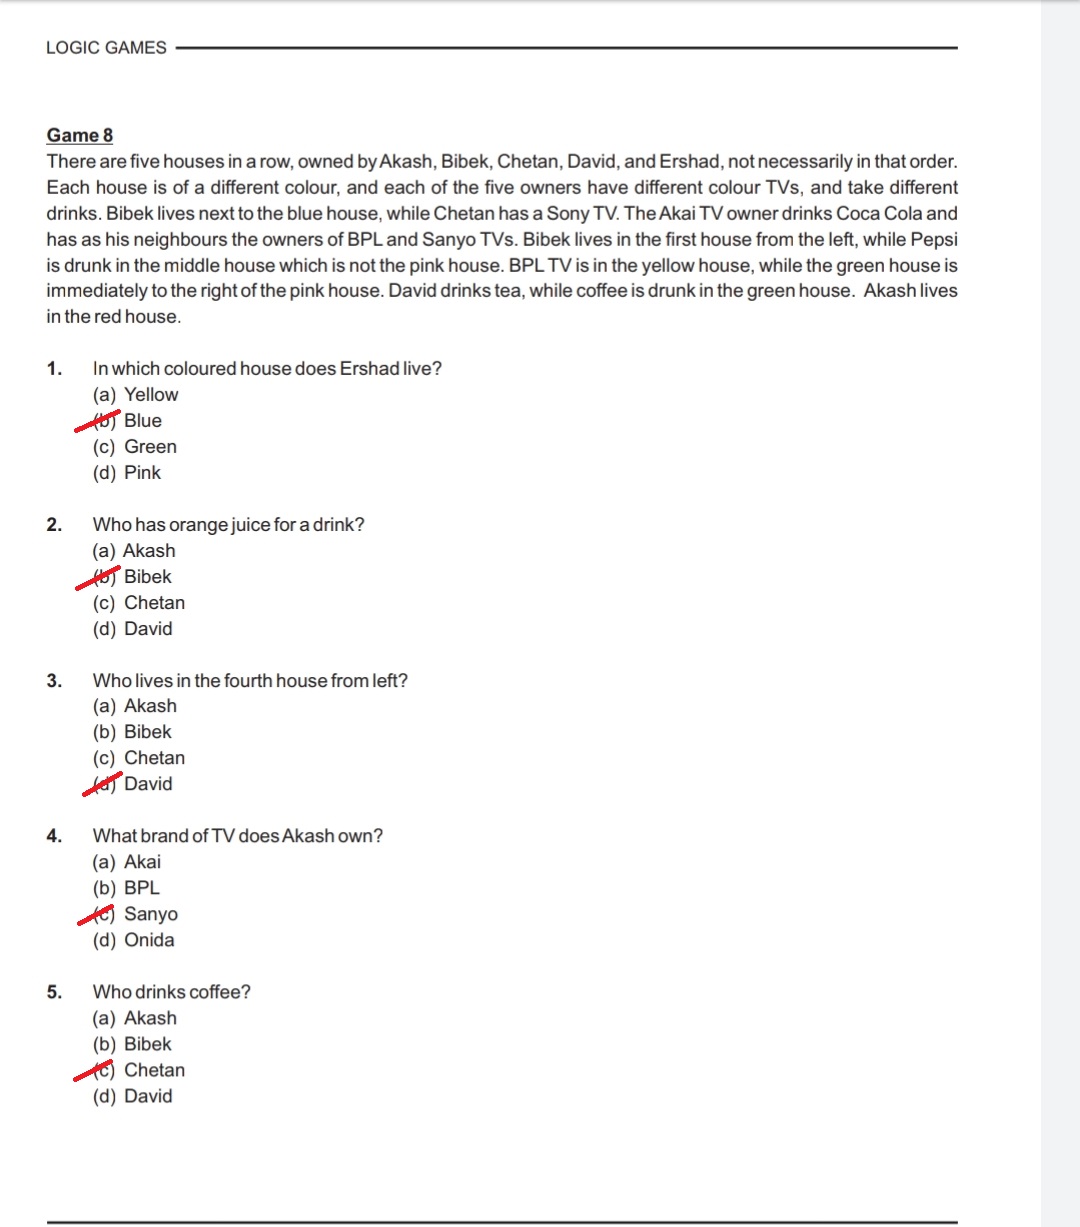 LOGIC GAMES
Game 8
There are five houses in a row, owned by Akash, Bibek, Chetan, David, and Ershad, not necessarily in that order.
Each house is of a different colour, and each of the five owners have different colour TVs, and take different
drinks. Bibek lives next to the blue house, while Chetan has a Sony TV. The Akai TV owner drinks Coca Cola and
has as his neighbours the owners of BPL and Sanyo TVs. Bibek lives in the first house from the left, while Pepsi
is drunk in the middle house which is not the pink house. BPL TV is in the yellow house, while the green house is
immediately to the right of the pink house. David drinks tea, while coffee is drunk in the green house. Akash lives
in the red house.
1. In which coloured house does Ershad live?
(a) Yellow
(b) Blue
(c) Green
(d) Pink
2. Who has orange juice for a drink?
(a) Akash
(b) Bibek
(c) Chetan
(d) David
3. Who lives in the fourth house from left?
(a) Akash
(b) Bibek
(c) Chetan
(d) David
4. What brand of TV does Akash own?
(a) Akai
(b) BPL
(c) Sanyo
(d) Onida
5. Who drinks coffee?
(a) Akash
(b) Bibek
(c) Chetan
(d) David